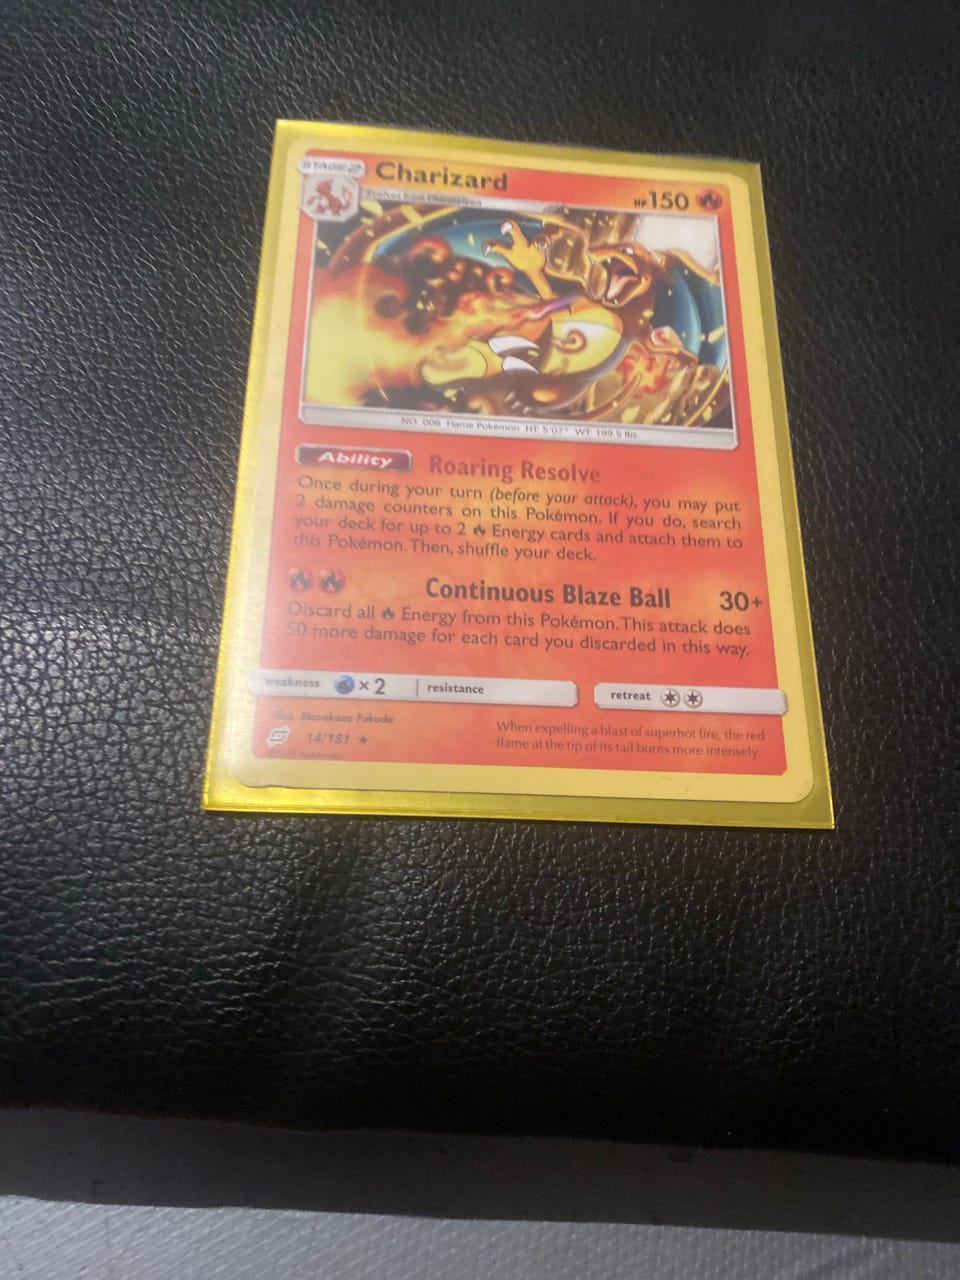 STAGE 2 Charizard HP 150
Evolves from Charmeleon
NO. 006 Flame Pokémon HT: 5'07" WT: 199.5 lbs.
Ability Roaring Resolve
Once during your turn (before your attack), you may put
2 damage counters on this Pokémon. If you do, search
your deck for up to 2 Energy cards and attach them to
this Pokémon. Then, shuffle your deck.
Continuous Blaze Ball 30+
Discard all Energy from this Pokémon. This attack does
50 more damage for each card you discarded in this way.
weakness ×2 resistance retreat
Illus. Masakazu Fukuda
14/181 ★
When expelling a blast of superhot fire, the red
flame at the tip of its tail burns more intensely.